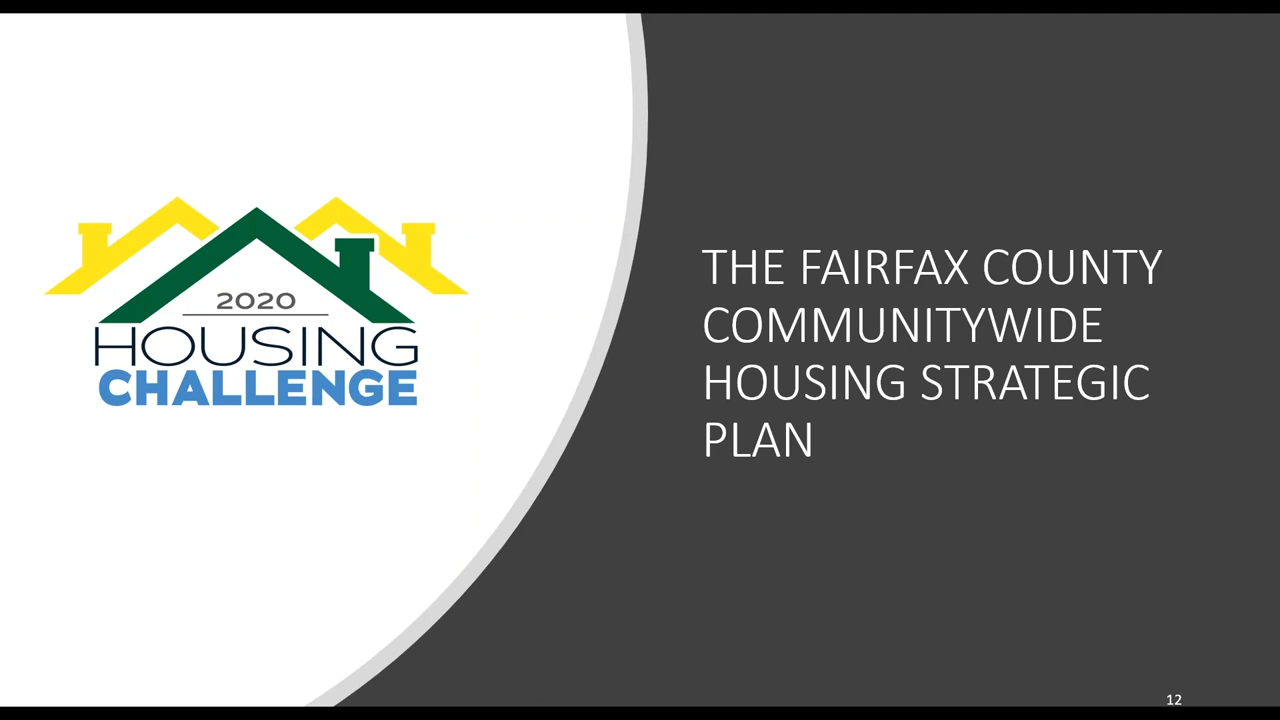 2020
HOUSING
CHALLENGE
THE FAIRFAX COUNTY
COMMUNITYWIDE
HOUSING STRATEGIC
PLAN
12